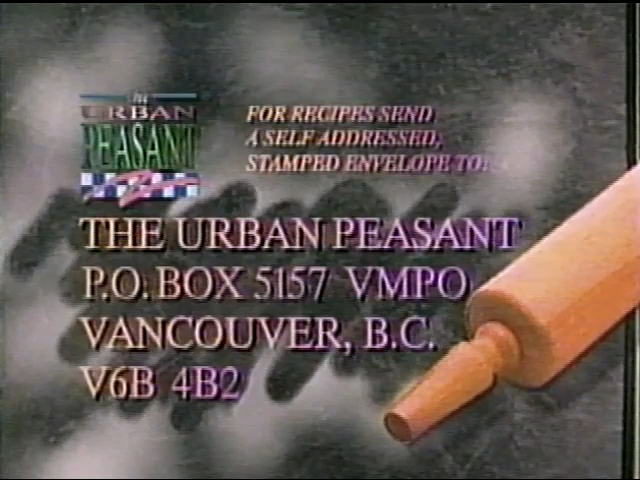 The
URBAN
PEASANT
FOR RECIPES SEND
A SELF ADDRESSED,
STAMPED ENVELOPE TO:
THE URBAN PEASANT
P.O. BOX 5157 VMPO
VANCOUVER, B.C.
V6B 4B2